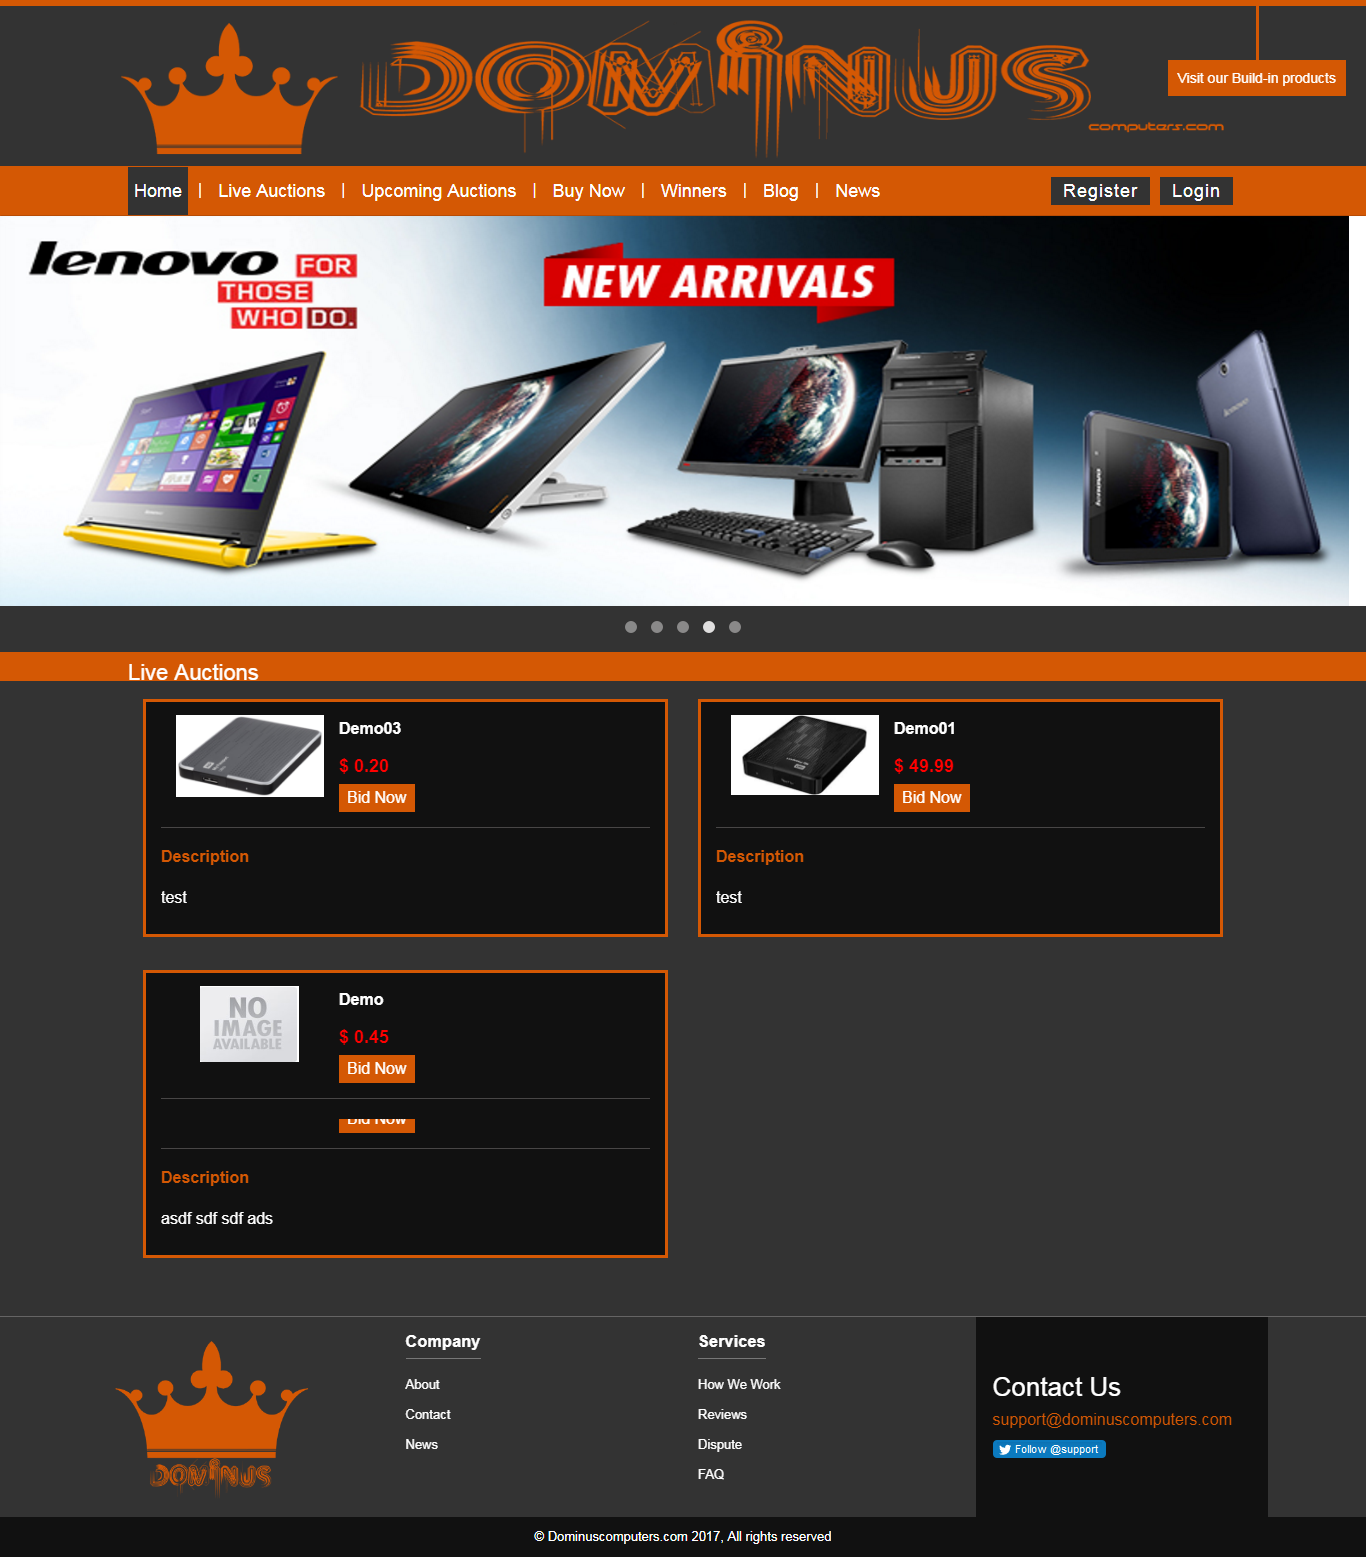 DOMINUS
computers.com
Visit our Build-in products
Home | Live Auctions | Upcoming Auctions | Buy Now | Winners | Blog | News
Register
Login
lenovo FOR
THOSE
WHO DO.
NEW ARRIVALS
lenovo
lenovo
Live Auctions
Demo03
$ 0.20
Bid Now
Description
test
Demo01
$ 49.99
Bid Now
Description
test
NO
IMAGE
AVAILABLE
Demo
$ 0.45
Bid Now
Bid Now
Description
asdf sdf sdf ads
DOMINUS
Company
About
Contact
News
Services
How We Work
Reviews
Dispute
FAQ
Contact Us
support@dominuscomputers.com
Follow @support
© Dominuscomputers.com 2017, All rights reserved